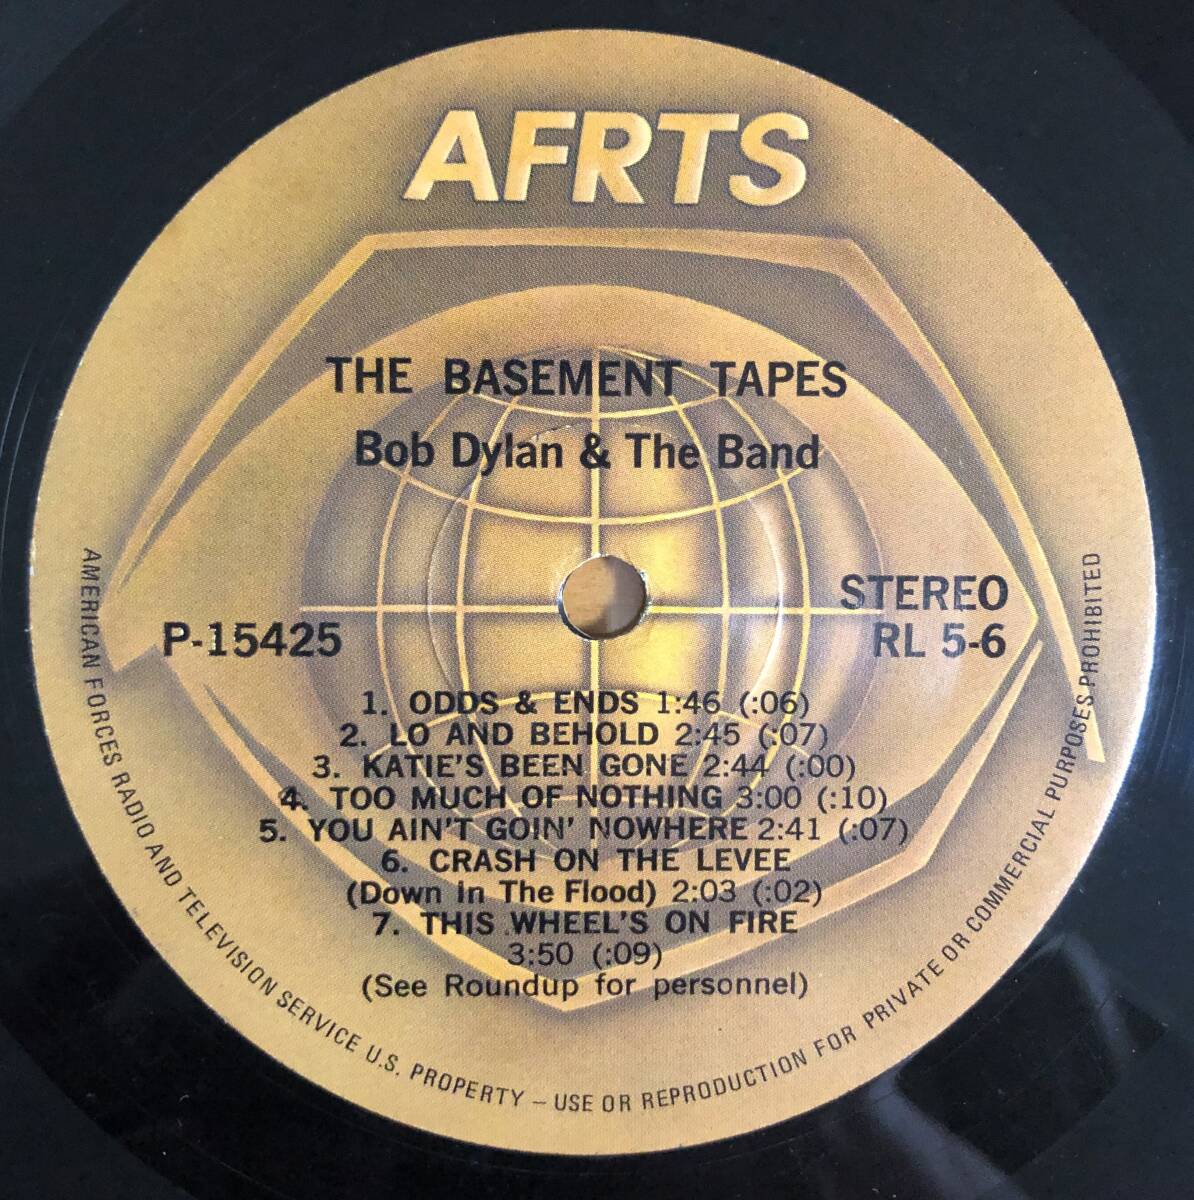 AFRTS
THE BASEMENT TAPES
Bob Dylan & The Band
STEREO
P-15425
RL 5-6
1. ODDS & ENDS 1:46 (:06)
2. LO AND BEHOLD 2:45 (:07)
3. KATIE'S BEEN GONE 2:44 (:00)
4. TOO MUCH OF NOTHING 3:00 (:10)
5. YOU AIN'T GOIN' NOWHERE 2:41 (:07)
6. CRASH ON THE LEVEE
(Down In The Flood) 2:03 (:02)
7. THIS WHEEL'S ON FIRE
3:50 (:09)
(See Roundup for personnel)
AMERICAN FORCES RADIO AND TELEVISION SERVICE U.S. PROPERTY – USE OR REPRODUCTION FOR PRIVATE OR COMMERCIAL PURPOSES PROHIBITED